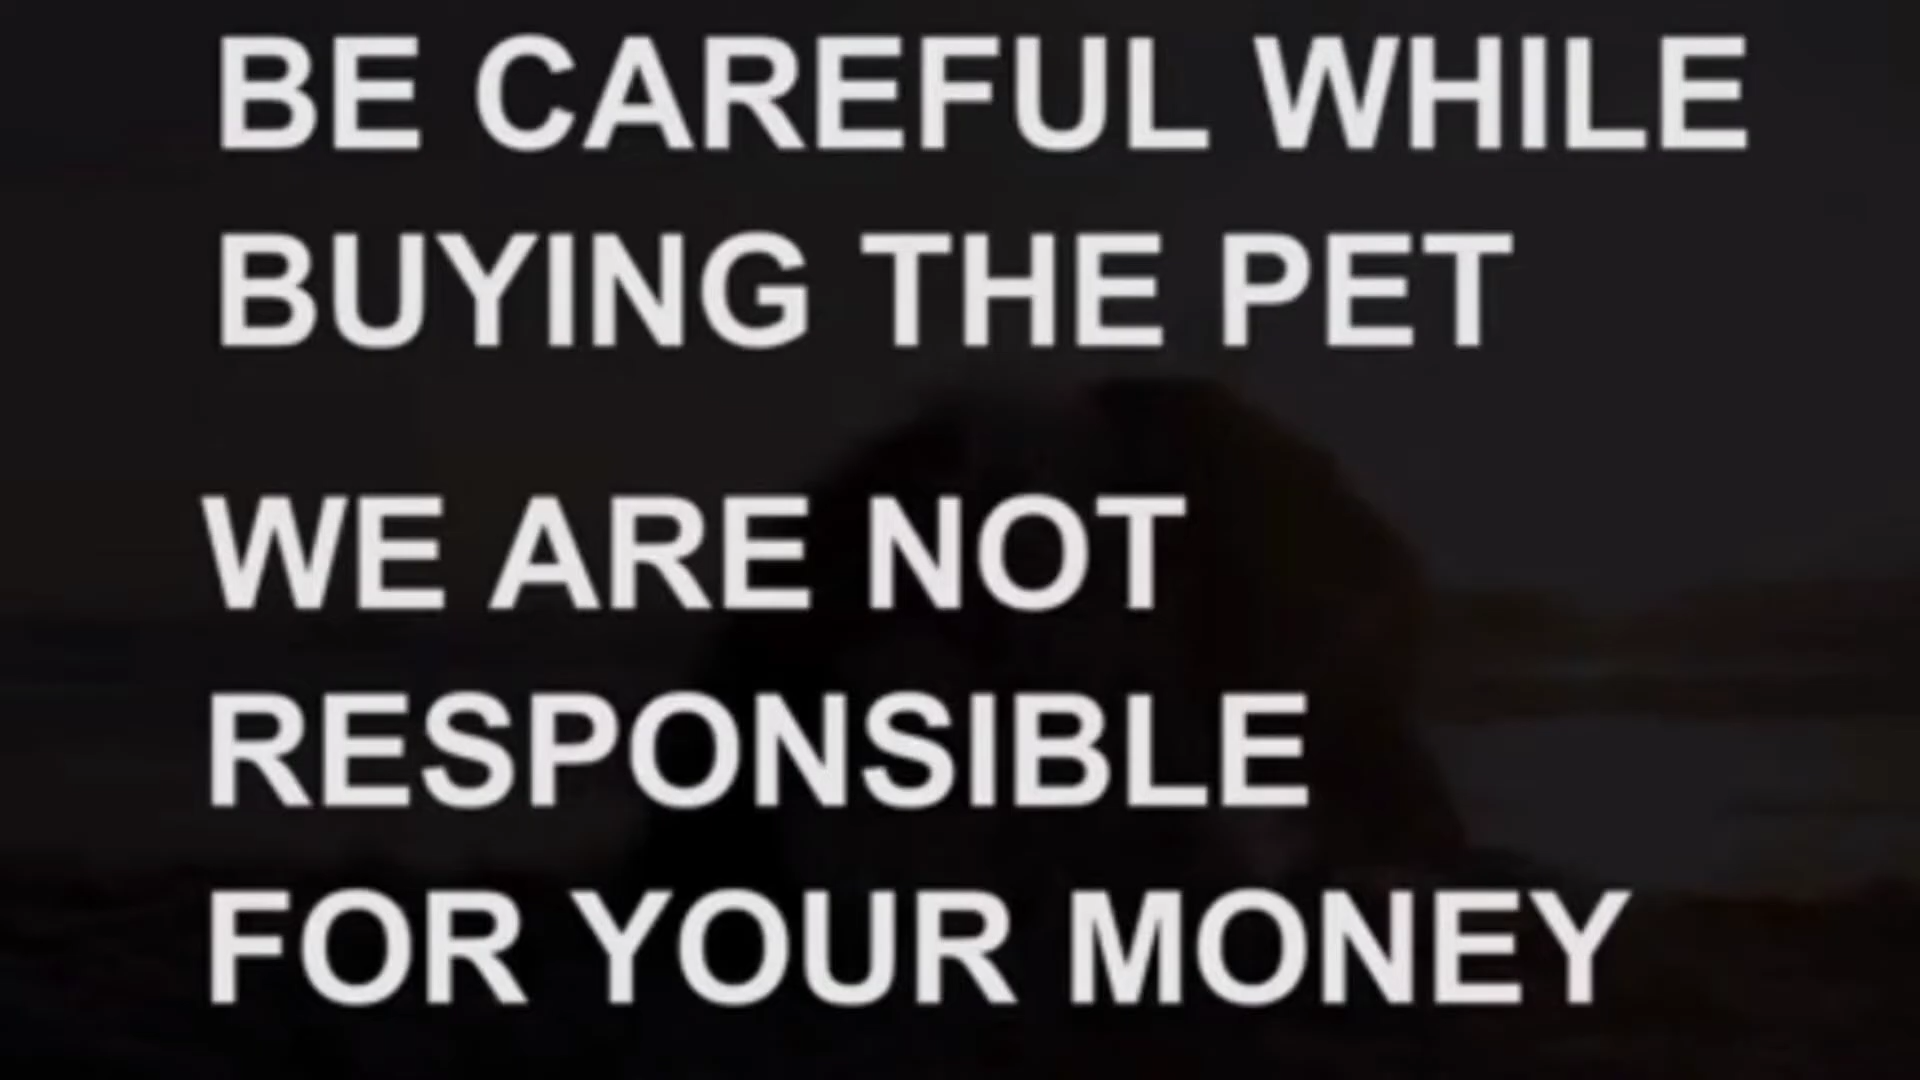 BE CAREFUL WHILE
BUYING THE PET
WE ARE NOT
RESPONSIBLE
FOR YOUR MONEY